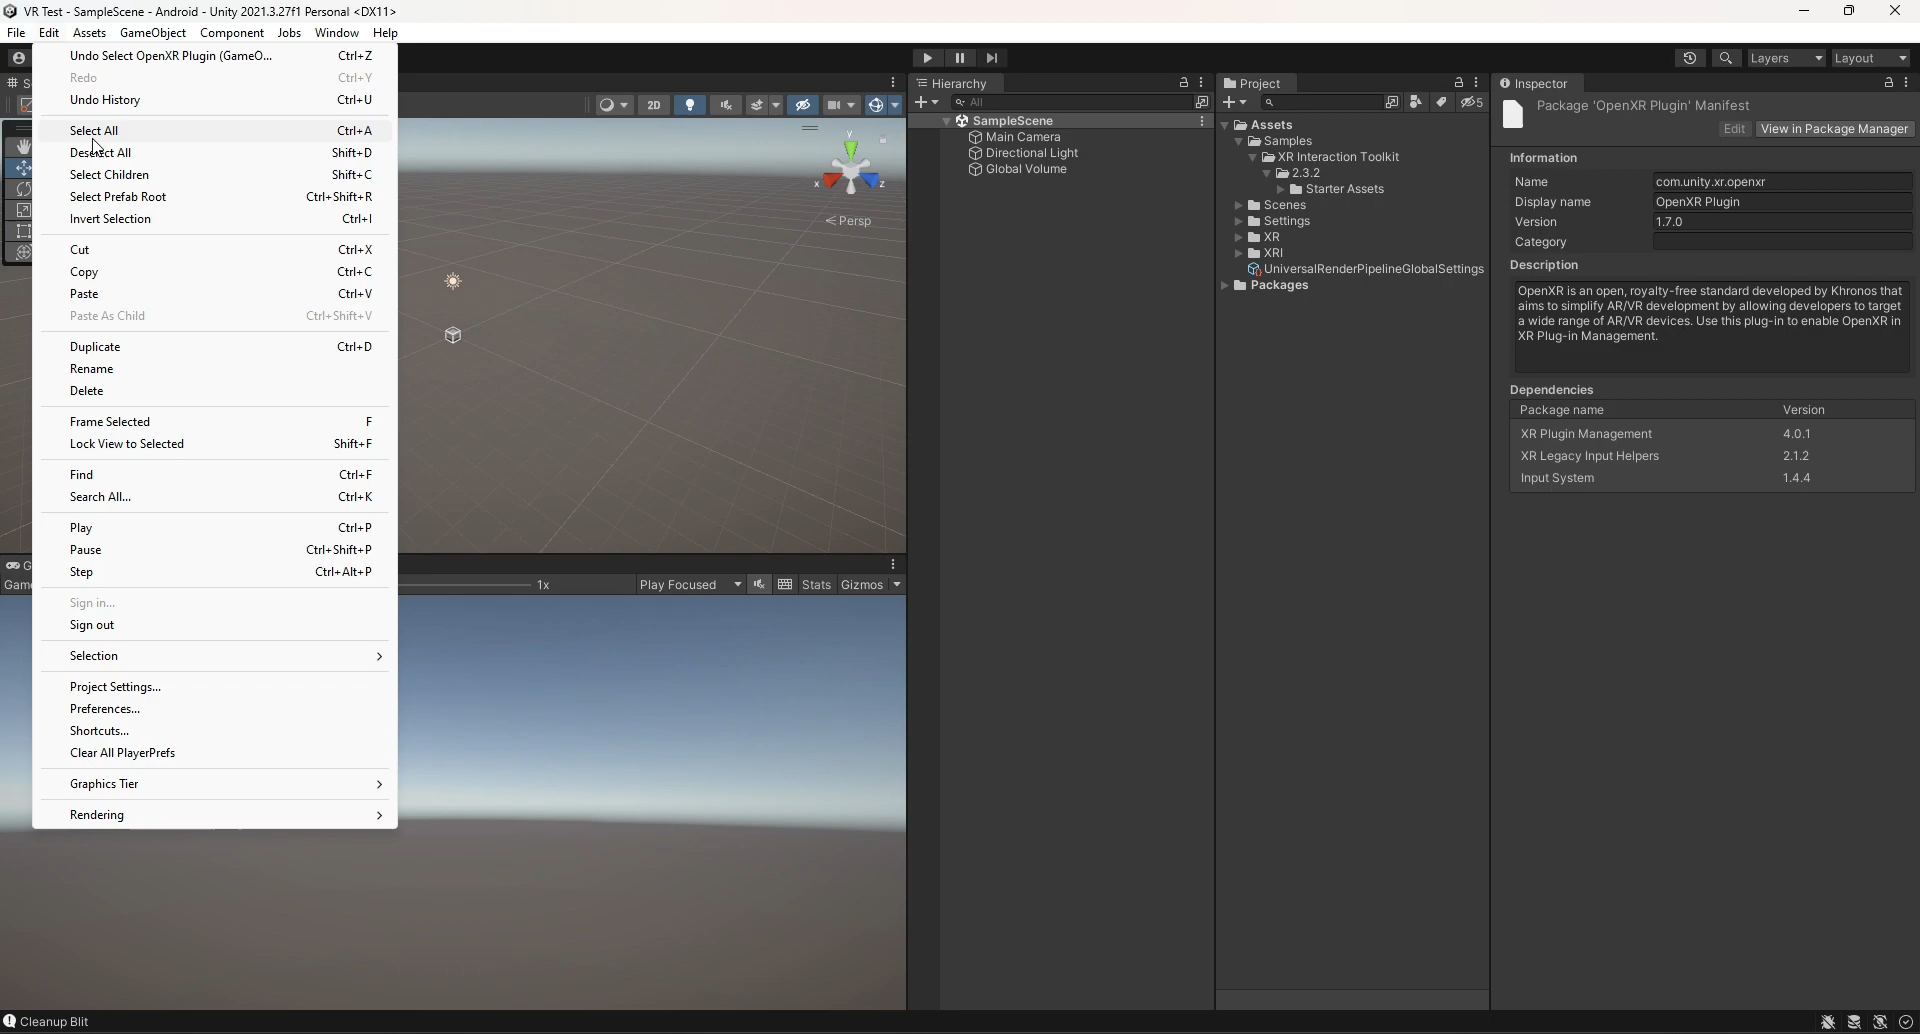 VR Test - SampleScene - Android - Unity 2021.3.27f1 Personal <DX11>
File Edit Assets GameObject Component Jobs Window Help
Undo Select OpenXR Plugin (GameO... Ctrl+Z
Redo Ctrl+Y
Undo History Ctrl+U
Select All Ctrl+A
Deselect All Shift+D
Select Children Shift+C
Select Prefab Root Ctrl+Shift+R
Invert Selection Ctrl+I
Cut Ctrl+X
Copy Ctrl+C
Paste Ctrl+V
Paste As Child Ctrl+Shift+V
Duplicate Ctrl+D
Rename
Delete
Frame Selected F
Lock View to Selected Shift+F
Find Ctrl+F
Search All... Ctrl+K
Play Ctrl+P
Pause Ctrl+Shift+P
Step Ctrl+Alt+P
Sign in...
Sign out
Selection
Project Settings...
Preferences...
Shortcuts...
Clear All PlayerPrefs
Graphics Tier
Rendering
Layers Layout
2D
y
x z
< Persp
1x Play Focused Stats Gizmos
Hierarchy
All
SampleScene
Main Camera
Directional Light
Global Volume
Project
5
Assets
Samples
XR Interaction Toolkit
2.3.2
Starter Assets
Scenes
Settings
XR
XRI
UniversalRenderPipelineGlobalSettings
Packages
Inspector
Package 'OpenXR Plugin' Manifest
Edit View in Package Manager
Information
Name com.unity.xr.openxr
Display name OpenXR Plugin
Version 1.7.0
Category
Description
OpenXR is an open, royalty-free standard developed by Khronos that
aims to simplify AR/VR development by allowing developers to target
a wide range of AR/VR devices. Use this plug-in to enable OpenXR in
XR Plug-in Management.
Dependencies
Package name Version
XR Plugin Management 4.0.1
XR Legacy Input Helpers 2.1.2
Input System 1.4.4
Cleanup Blit